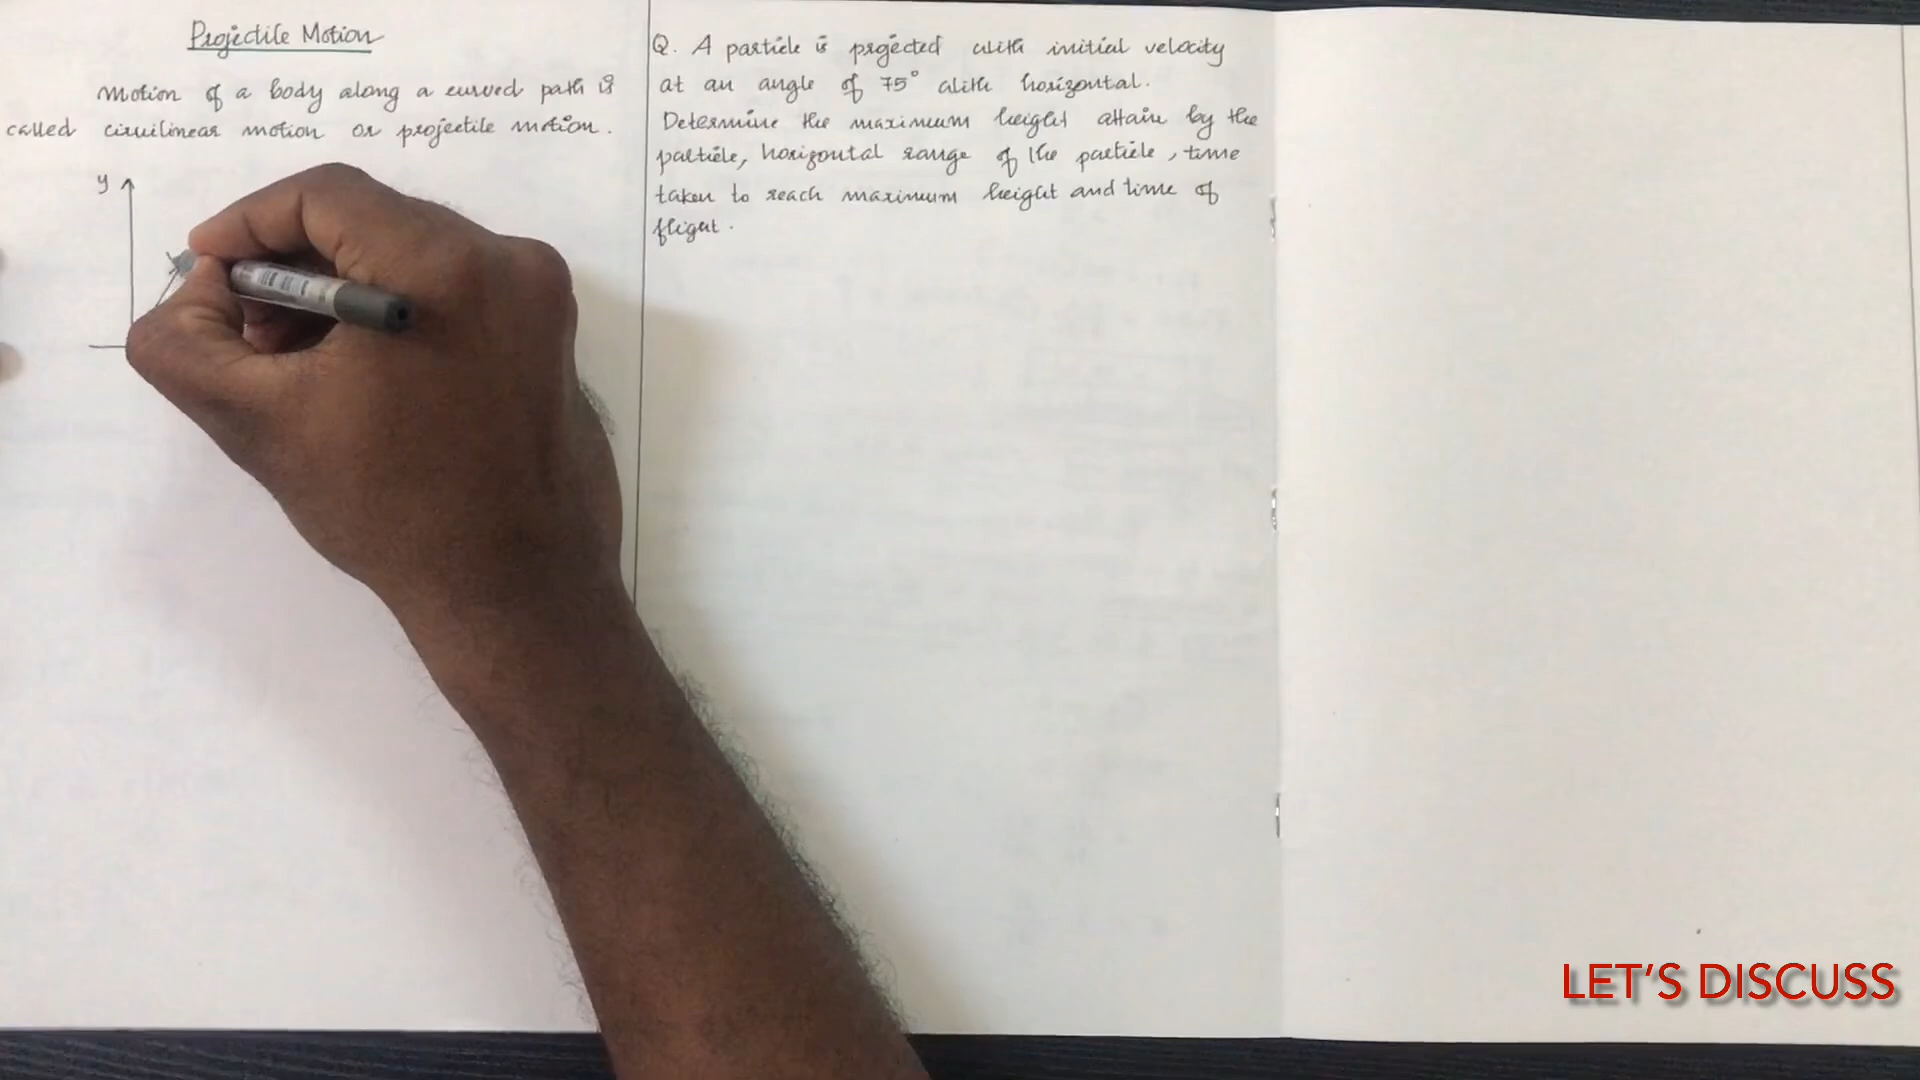 Projectile Motion
Motion of a body along a curved path is
called civuilinear motion or projectile motion.
y
Q. A particle is projected with initial velocity
at an angle of 75° with horizontal.
Determine the maximum height attain by the
particle, horizontal range of the particle, time
taken to reach maximum height and time of
flight.
LET'S DISCUSS